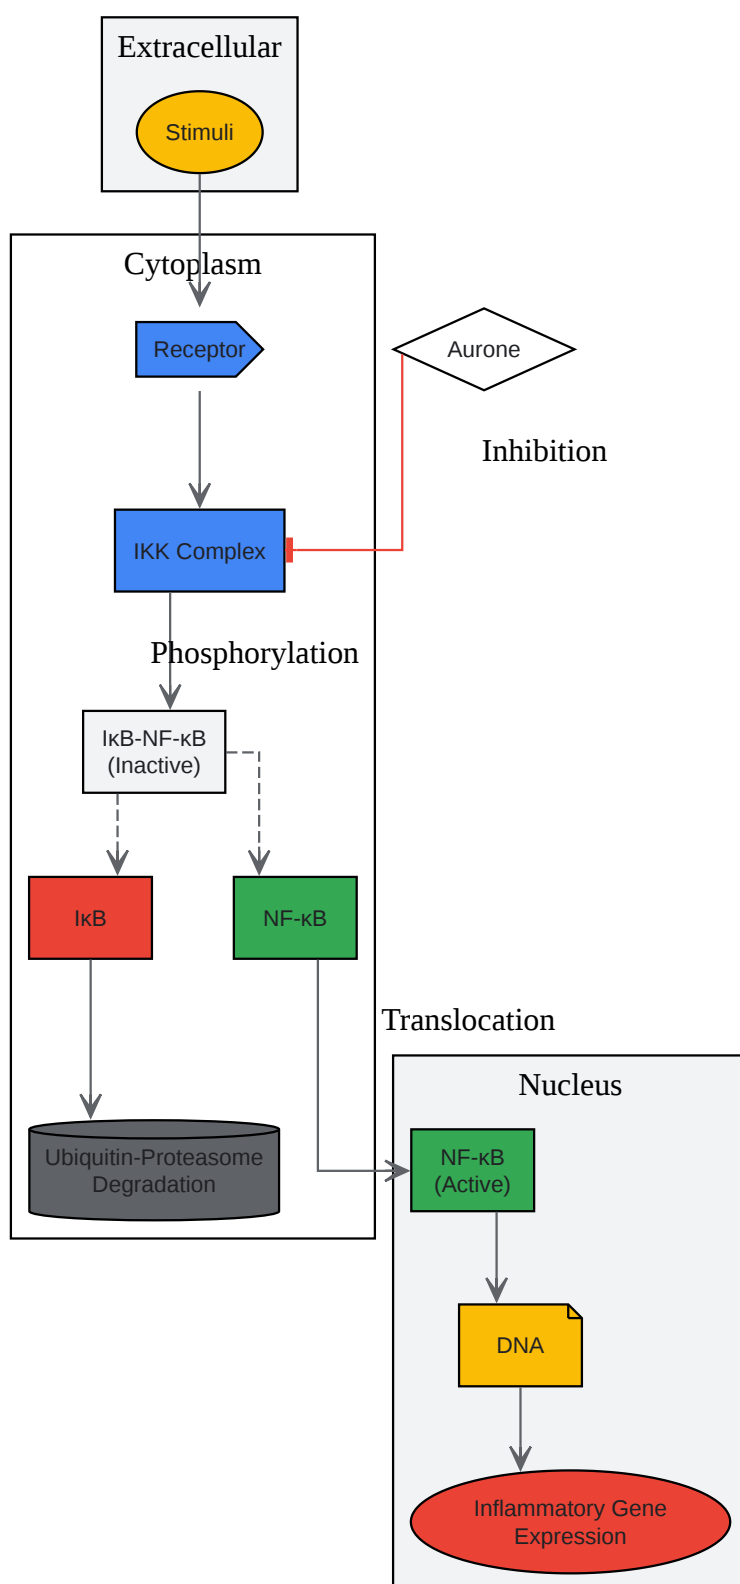 Extracellular
Stimuli
Cytoplasm
Receptor
Aurone
Inhibition
IKK Complex
Phosphorylation
IκB-NF-κB
(Inactive)
IκB
NF-κB
Translocation
Nucleus
Ubiquitin-Proteasome
Degradation
NF-κB
(Active)
DNA
Inflammatory Gene
Expression